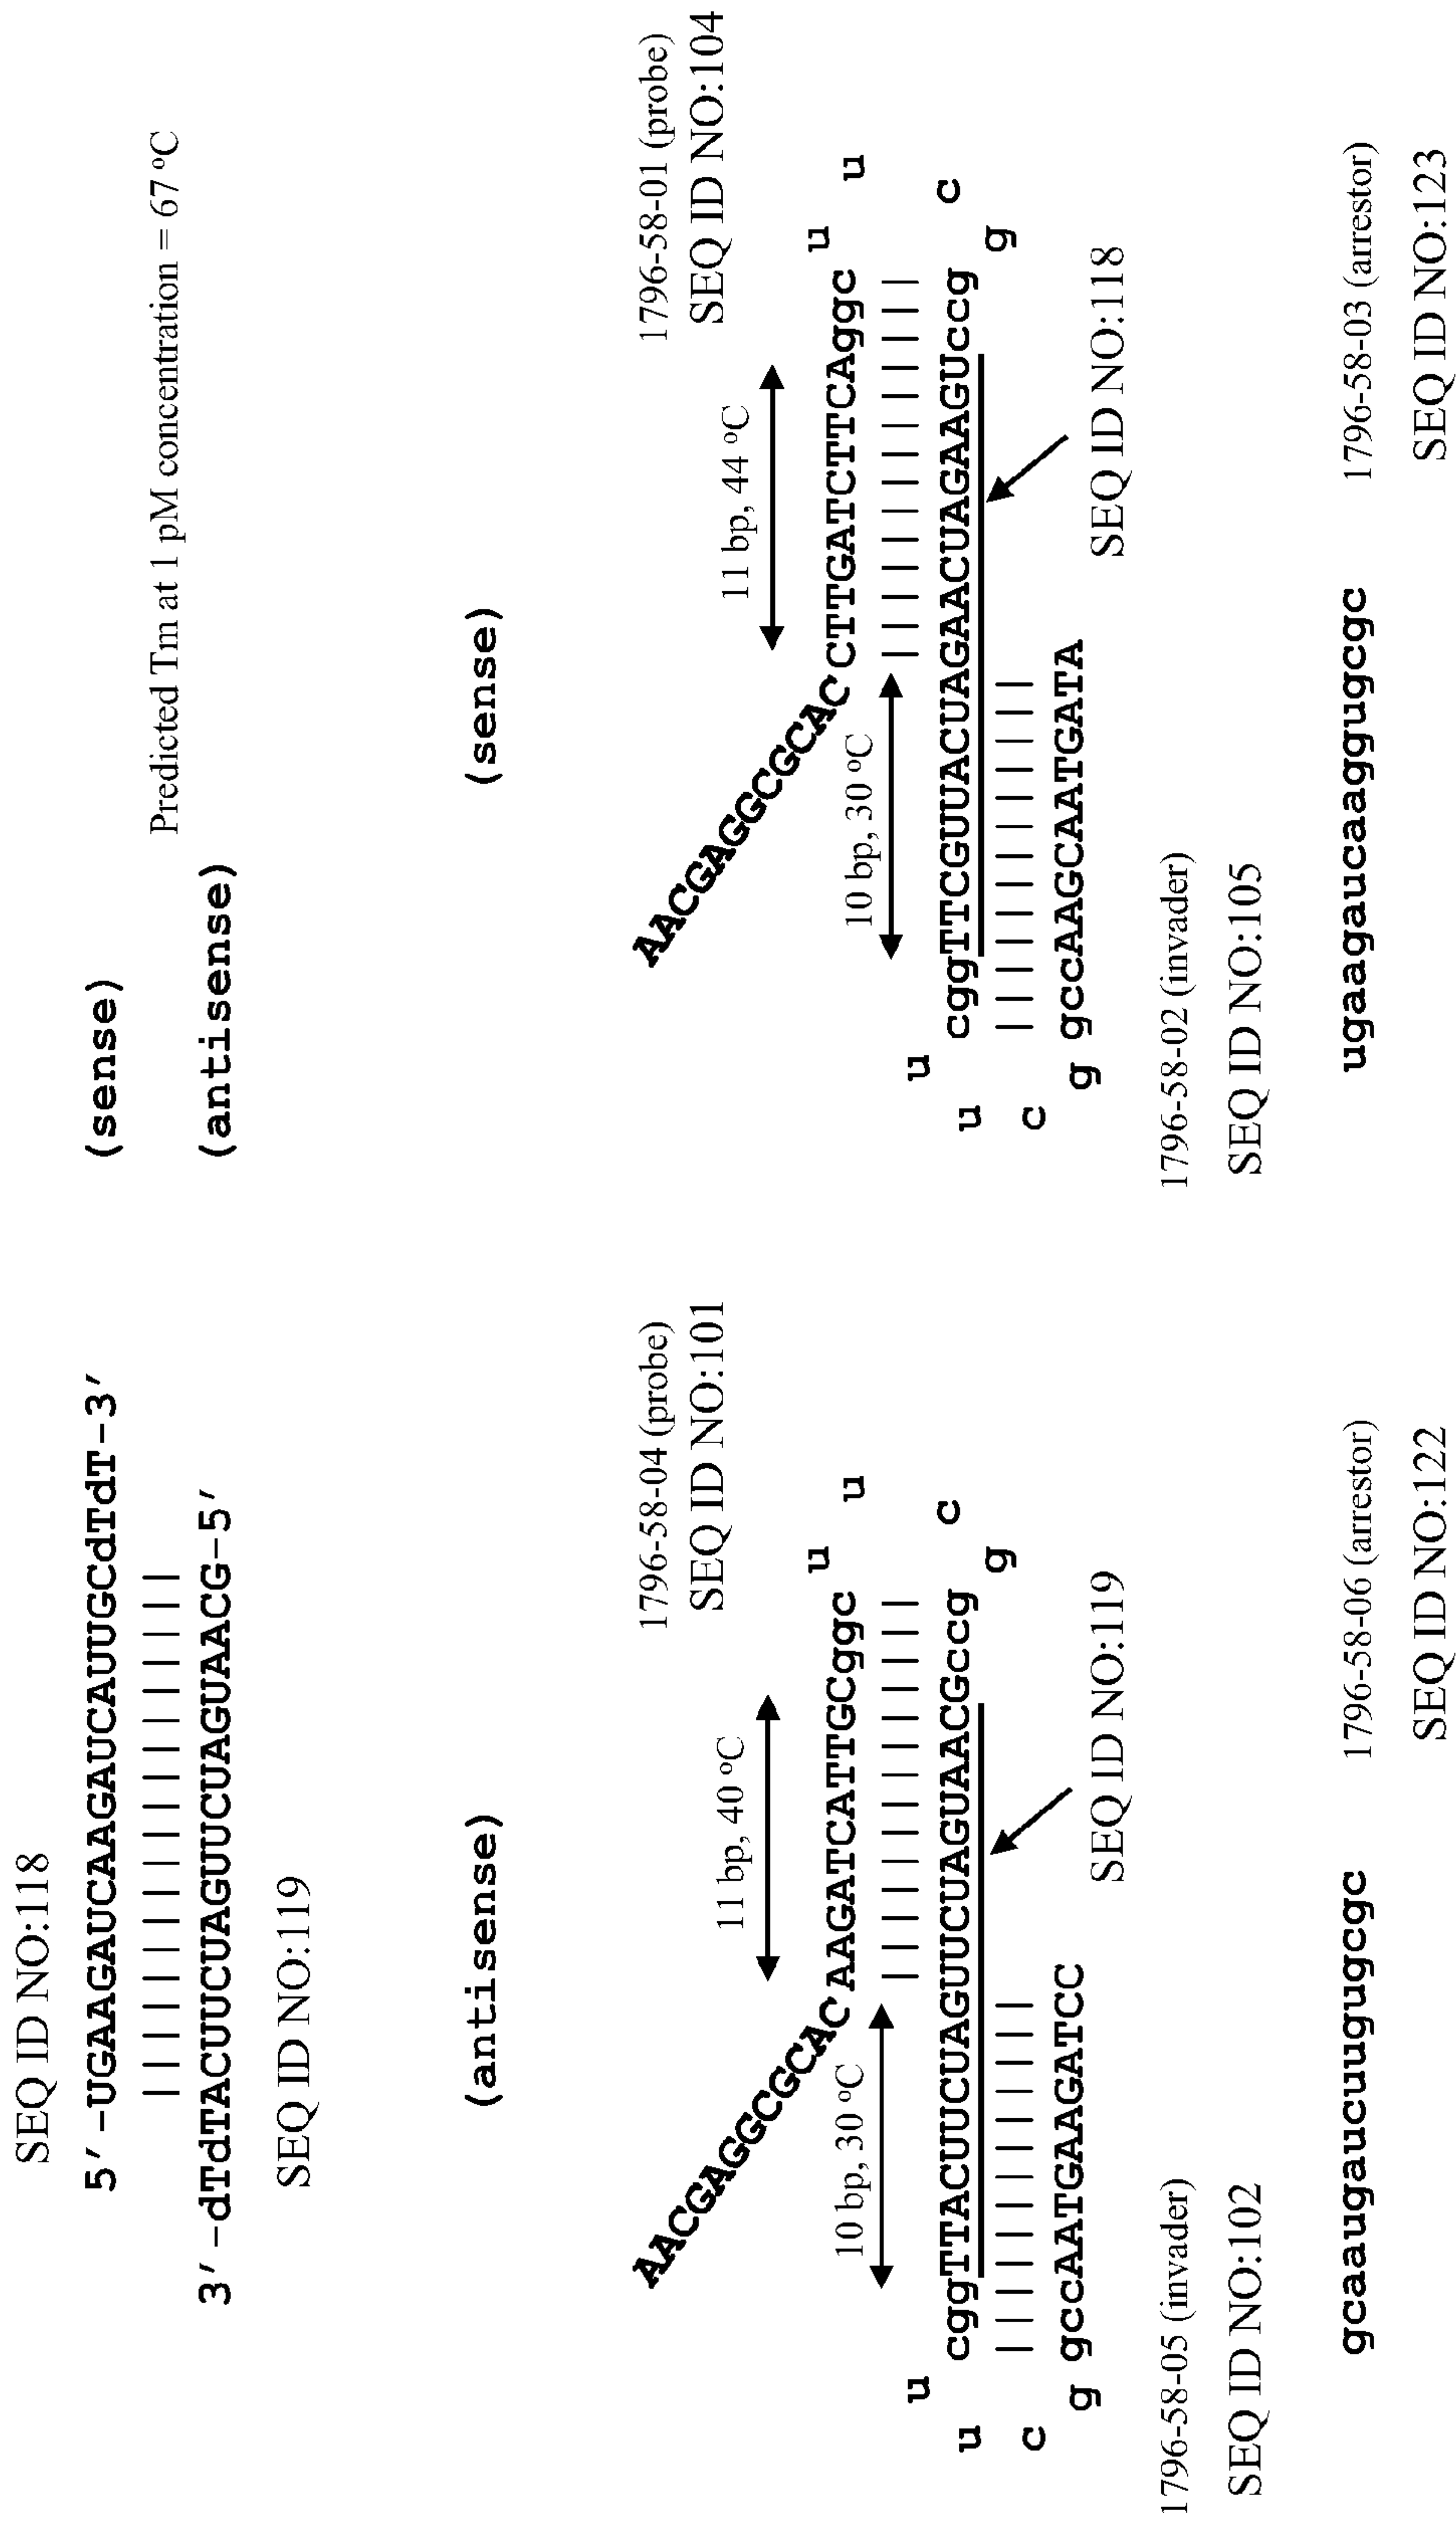 SEQ ID NO:118
5′-UGAAGAUCAAGAUCAUUGCdTdT-3′ (sense)
Predicted Tm at 1 pM concentration = 67 ºC
3′-dTdTACUUCUAGUUCUAGUAACG-5′ (antisense)
SEQ ID NO:119
(antisense)
1796-58-04 (probe)
SEQ ID NO:101
AACGAGGCGCAC
11 bp, 40 ºC
AAGATCATTGCggc
u
u
c
g
10 bp, 30 ºC
cggTTACUUCUAGUUCUAGUAACGccg
u
u
c
g
gccAATGAAGATCC
SEQ ID NO:119
1796-58-05 (invader)
SEQ ID NO:102
gcaaugaucuugugcgc
1796-58-06 (arrestor)
SEQ ID NO:122
(sense)
1796-58-01 (probe)
SEQ ID NO:104
AACGAGGCGCAC
11 bp, 44 ºC
CTTGATCTTCAggc
u
u
c
g
10 bp, 30 ºC
cggTTCGUUACUAGAACUAGAAGUccg
u
u
c
g
gccAAGCAATGATA
SEQ ID NO:118
1796-58-02 (invader)
SEQ ID NO:105
ugaagaucaaggugcgc
1796-58-03 (arrestor)
SEQ ID NO:123